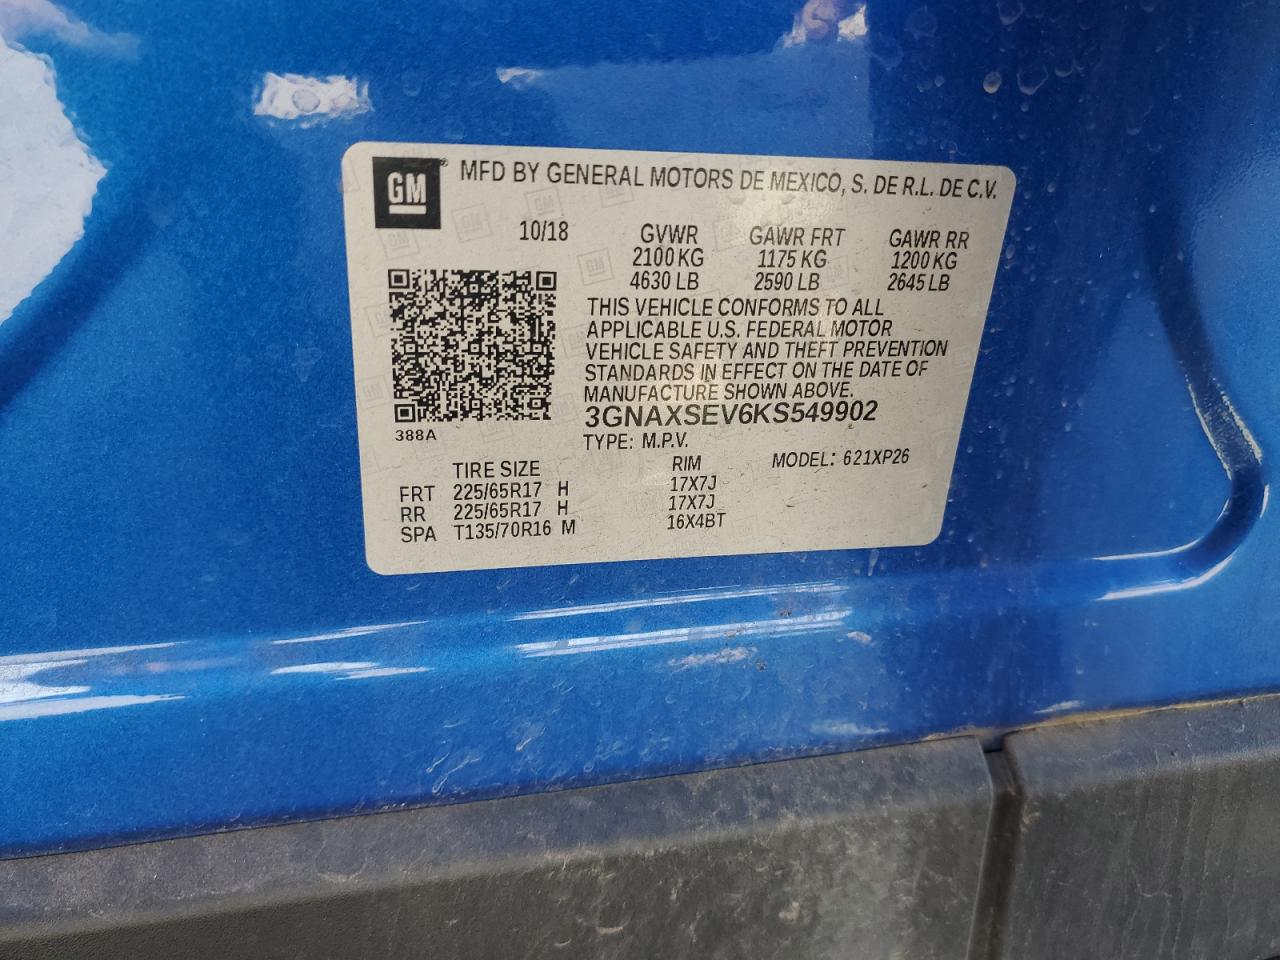 GM ® MFD BY GENERAL MOTORS DE MEXICO, S. DE R.L. DE C.V.
10/18 GVWR GAWR FRT GAWR RR
2100 KG 1175 KG 1200 KG
4630 LB 2590 LB 2645 LB
THIS VEHICLE CONFORMS TO ALL
APPLICABLE U.S. FEDERAL MOTOR
VEHICLE SAFETY AND THEFT PREVENTION
STANDARDS IN EFFECT ON THE DATE OF
MANUFACTURE SHOWN ABOVE.
3GNAXSEV6KS549902
388A
TYPE: M.P.V.
TIRE SIZE RIM MODEL: 621XP26
FRT 225/65R17 H 17X7J
RR 225/65R17 H 17X7J
SPA T135/70R16 M 16X4BT